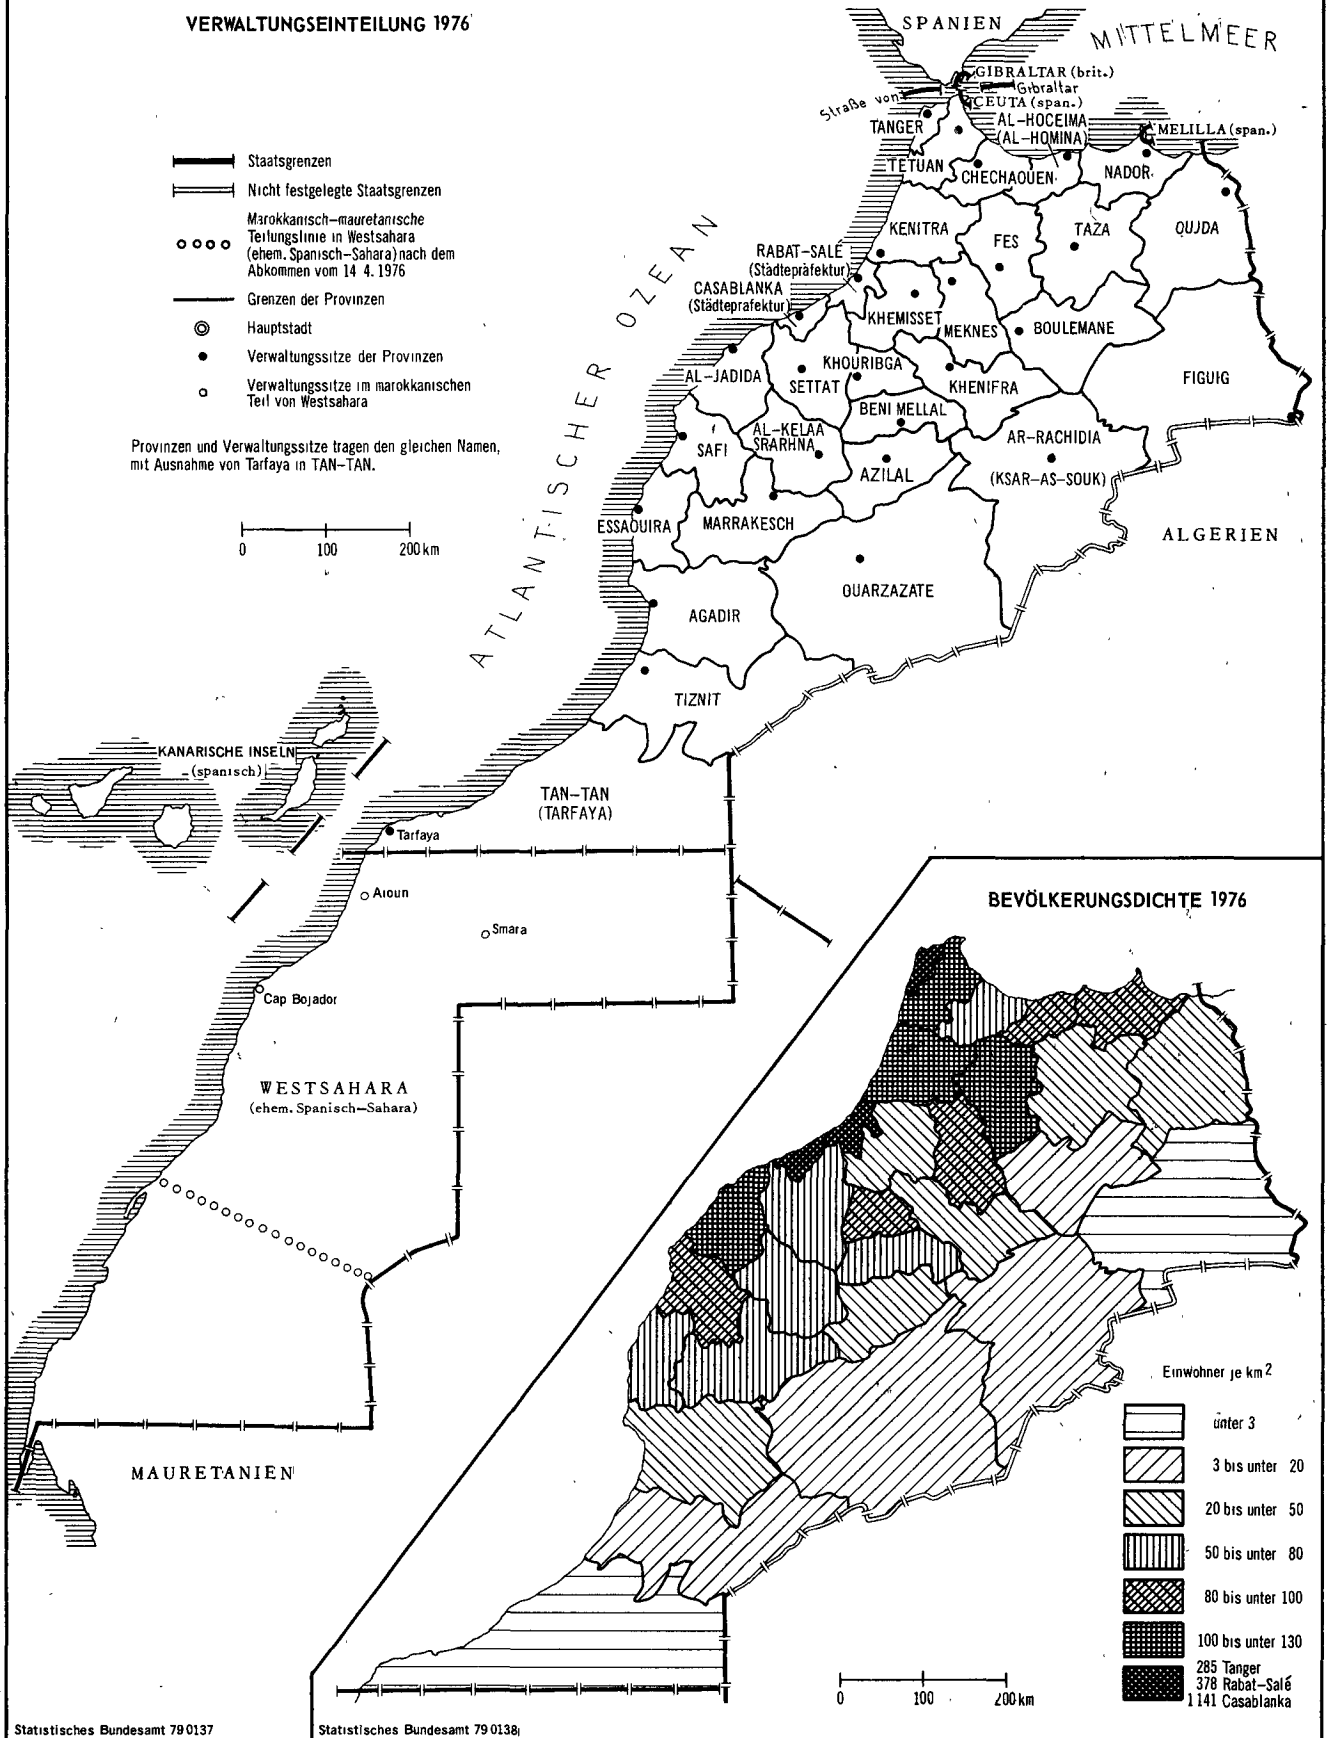 VERWALTUNGSEINTEILUNG 1976
Staatsgrenzen
Nicht festgelegte Staatsgrenzen
Marokkanisch-mauretanische
Teilungslinie in Westsahara
(ehem. Spanisch-Sahara) nach dem
Abkommen vom 14 4. 1976
Grenzen der Provinzen
Hauptstadt
Verwaltungssitze der Provinzen
Verwaltungssitze im marokkanischen
Teil von Westsahara
Provinzen und Verwaltungssitze tragen den gleichen Namen,
mit Ausnahme von Tarfaya in TAN-TAN.
0 100 200 km
SPANIEN
MITTELMEER
GIBRALTAR (brit.)
Straße von Gibraltar
CEUTA (span.)
TANGER
AL-HOCEIMA
(AL-HOMINA)
MELILLA (span.)
TETUAN
CHECHAOUEN
NADOR
KENITRA
FES
TAZA
OUJDA
RABAT-SALÉ
(Städtepräfektur)
CASABLANKA
(Städtepräfektur)
KHEMISSET
MEKNES
BOULEMANE
AL-JADIDA
SETTAT
KHOURIBGA
KHENIFRA
FIGUIG
BENI MELLAL
SAFI
AL-KELAA
SRARHNA
AR-RACHIDIA
(KSAR-AS-SOUK)
AZILAL
ESSAOUIRA
MARRAKESCH
ALGERIEN
OUARZAZATE
AGADIR
TIZNIT
ATLANTISCHER OZEAN
KANARISCHE INSELN
(spanisch)
TAN-TAN
(TARFAYA)
Tarfaya
Aioun
Smara
Cap Bojador
WESTSAHARA
(ehem. Spanisch-Sahara)
MAURETANIEN
Statistisches Bundesamt 79 0137
BEVÖLKERUNGSDICHTE 1976
Einwohner je km2
unter 3
3 bis unter 20
20 bis unter 50
50 bis unter 80
80 bis unter 100
100 bis unter 130
285 Tanger
378 Rabat-Salé
1 141 Casablanka
0 100 200 km
Statistisches Bundesamt 79 0138